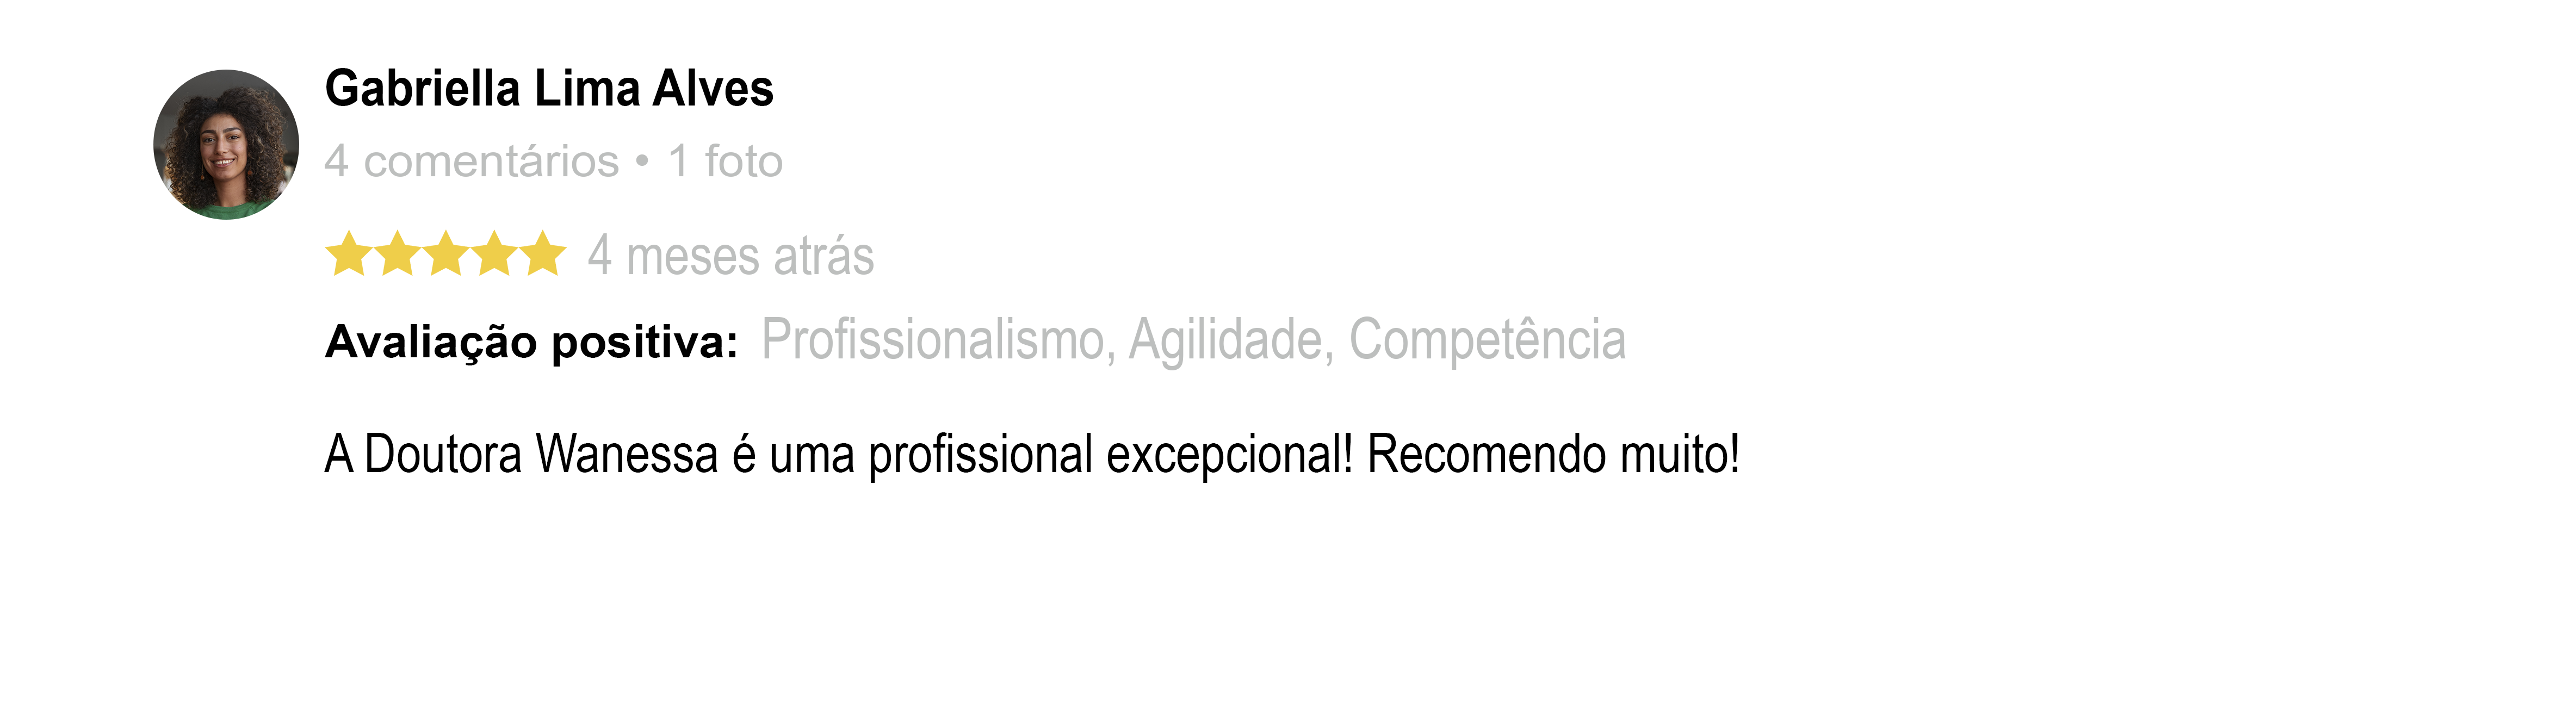 Gabriella Lima Alves
4 comentários • 1 foto
4 meses atrás
Avaliação positiva: Profissionalismo, Agilidade, Competência
A Doutora Wanessa é uma profissional excepcional! Recomendo muito!